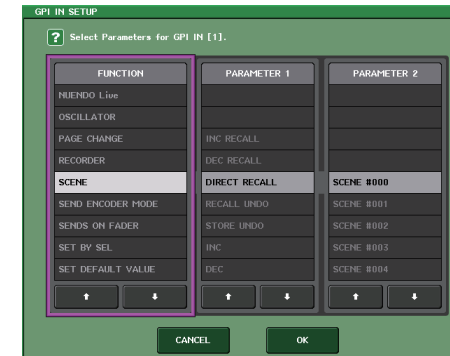 GPI IN SETUP
? Select Parameters for GPI IN [1].
FUNCTION PARAMETER 1 PARAMETER 2
NUENDO Live
OSCILLATOR
PAGE CHANGE INC RECALL
RECORDER DEC RECALL
SCENE DIRECT RECALL SCENE #000
SEND ENCODER MODE RECALL UNDO SCENE #001
SENDS ON FADER STORE UNDO SCENE #002
SET BY SEL INC SCENE #003
SET DEFAULT VALUE DEC SCENE #004
CANCEL OK